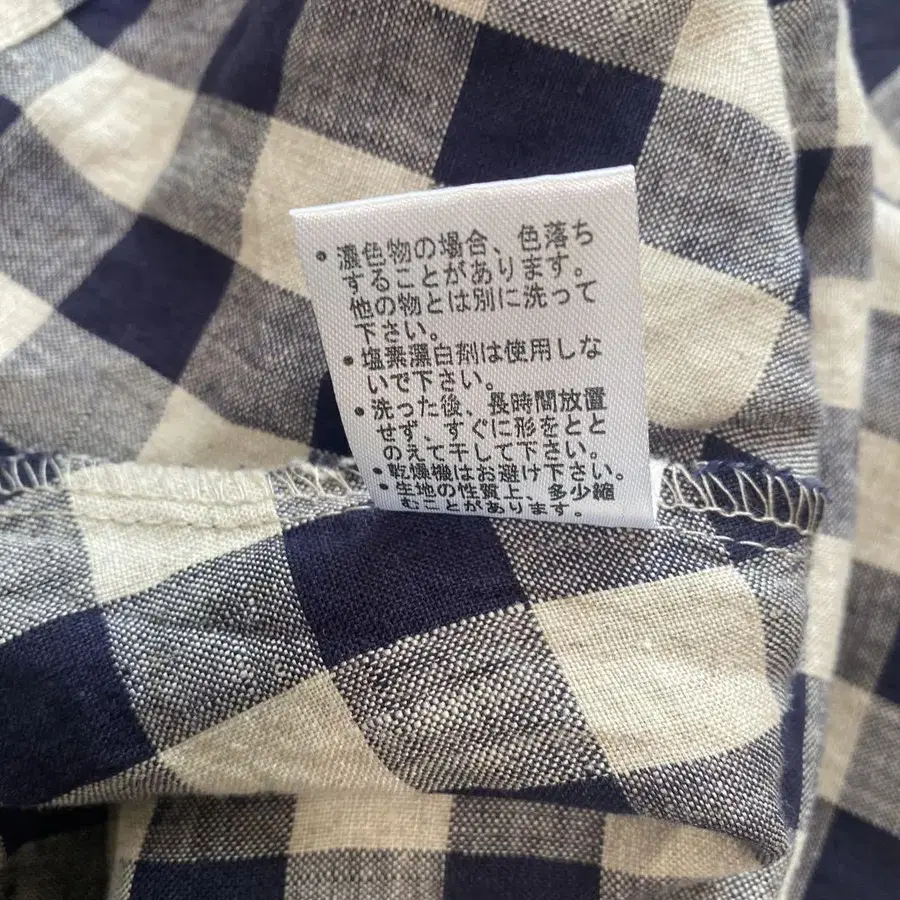 ・濃色物の場合、色落ち
することがあります。
他の物とは別に洗って
下さい。
・塩素漂白剤は使用しな
いで下さい。
・洗った後、長時間放置
せず、すぐに形をとと
のえて干して下さい。
・乾燥機はお避け下さい。
・生地の性質上、多少縮
むことがあります。